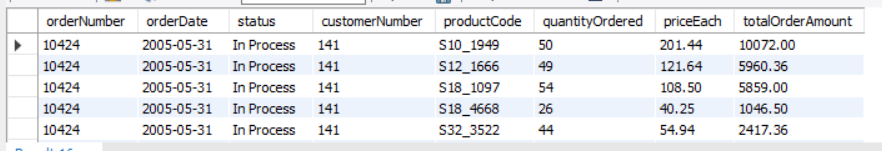 orderNumber orderDate status customerNumber productCode quantityOrdered priceEach totalOrderAmount
10424 2005-05-31 In Process 141 S10_1949 50 201.44 10072.00
10424 2005-05-31 In Process 141 S12_1666 49 121.64 5960.36
10424 2005-05-31 In Process 141 S18_1097 54 108.50 5859.00
10424 2005-05-31 In Process 141 S18_4668 26 40.25 1046.50
10424 2005-05-31 In Process 141 S32_3522 44 54.94 2417.36